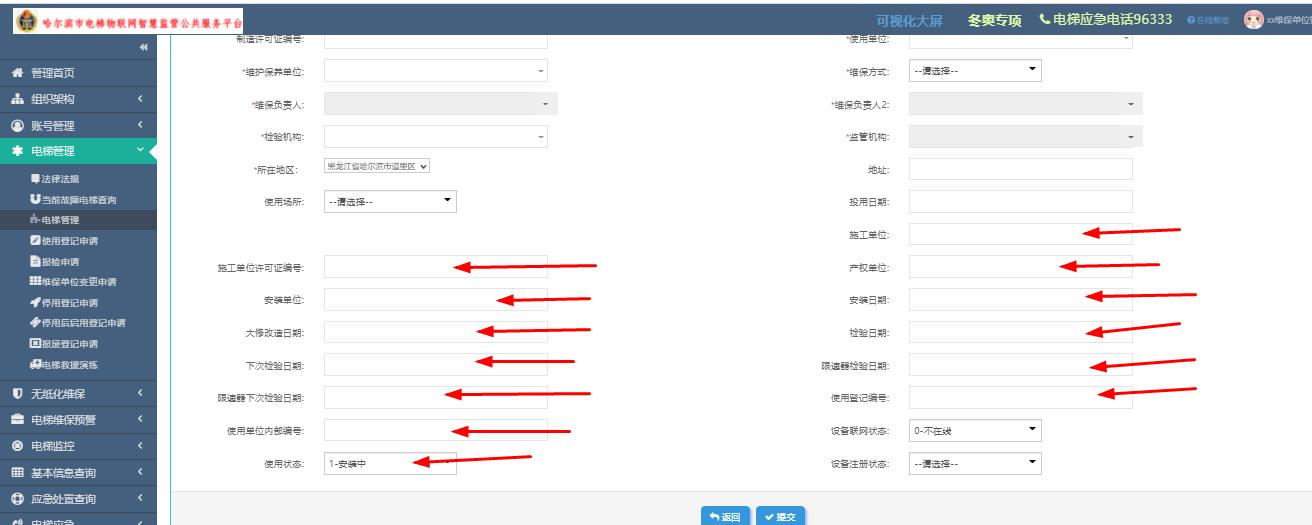 哈尔滨市电梯物联网智慧监管公共服务平台
可视化大屏 冬奥专项 电梯应急电话96333 在线帮助 xx维保单位管
管理首页
组织架构
账号管理
电梯管理
法律法规
当前故障电梯查询
电梯管理
使用登记申请
报检申请
维保单位变更申请
停用登记申请
停用后启用登记申请
报废登记申请
电梯救援演练
无纸化维保
电梯维保预警
电梯监控
基本信息查询
应急处置查询
电梯应急
制造许可证编号:
*使用单位:
*维护保养单位:
*维保方式: --请选择--
*维保负责人:
*维保负责人2:
*检验机构:
*监管机构:
*所在地区: 黑龙江省哈尔滨市道里区
地址:
使用场所: --请选择--
投用日期:
施工单位:
施工单位许可证编号:
产权单位:
安装单位:
安装日期:
大修改造日期:
检验日期:
下次检验日期:
限速器检验日期:
限速器下次检验日期:
使用登记编号:
使用单位内部编号:
设备联网状态: 0-不在线
使用状态: 1-安装中
设备注册状态: --请选择--
返回 提交